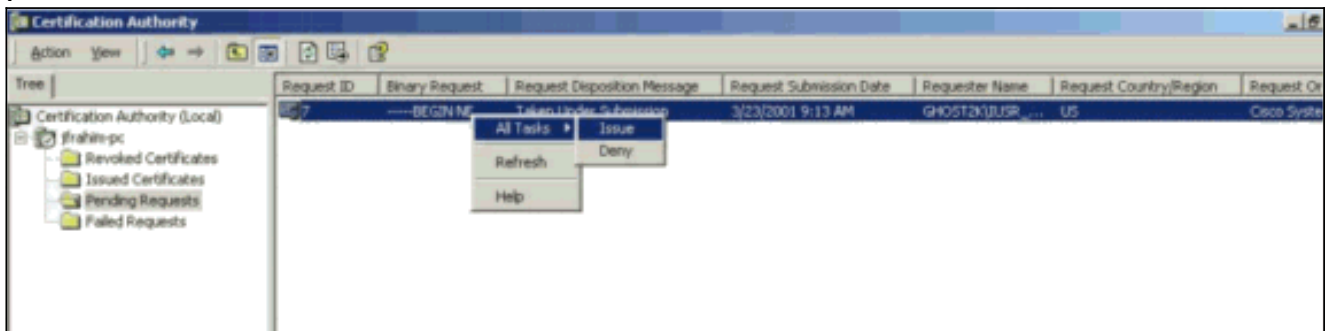 Certification Authority
Action View
Tree
Request ID Binary Request Request Disposition Message Request Submission Date Requester Name Request Country/Region Request Or
Certification Authority (Local)
jfrahim-pc
Revoked Certificates
Issued Certificates
Pending Requests
Failed Requests
7 -----BEGIN NE... Taken Under Submission 3/23/2001 9:13 AM GHOST2K\IUSR_... US Cisco Syste
All Tasks
Refresh
Help
Issue
Deny